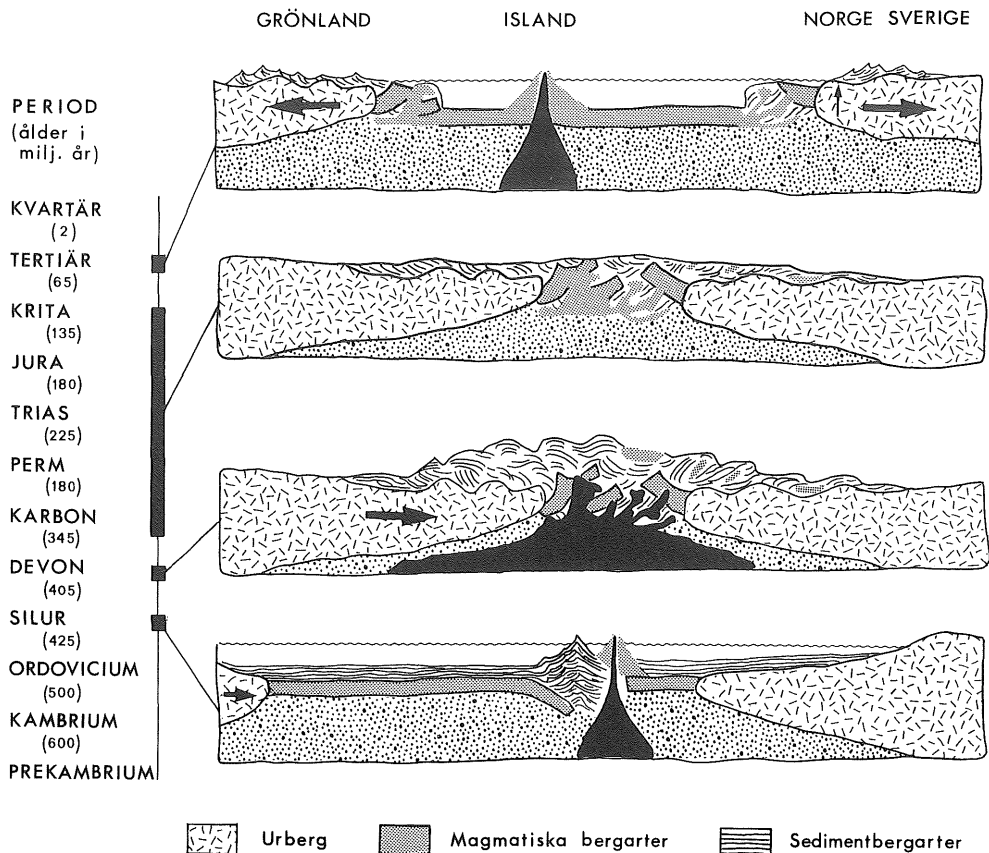 GRÖNLAND ISLAND NORGE SVERIGE
PERIOD
(ålder i
milj. år)
KVARTÄR
(2)
TERTIÄR
(65)
KRITA
(135)
JURA
(180)
TRIAS
(225)
PERM
(180)
KARBON
(345)
DEVON
(405)
SILUR
(425)
ORDOVICIUM
(500)
KAMBRIUM
(600)
PREKAMBRIUM
Urberg Magmatiska bergarter Sedimentbergarter